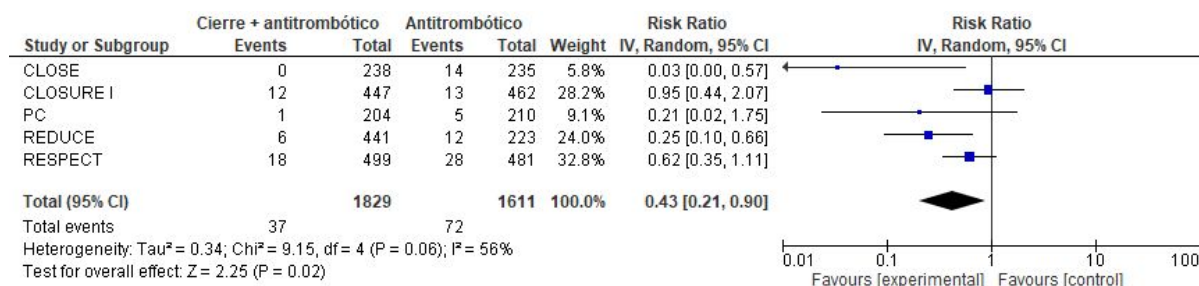 Cierre + antitrombótico Antitrombótico Risk Ratio Risk Ratio
Study or Subgroup Events Total Events Total Weight IV, Random, 95% CI IV, Random, 95% CI
CLOSE 0 238 14 235 5.8% 0.03 [0.00, 0.57]
CLOSURE I 12 447 13 462 28.2% 0.95 [0.44, 2.07]
PC 1 204 5 210 9.1% 0.21 [0.02, 1.75]
REDUCE 6 441 12 223 24.0% 0.25 [0.10, 0.66]
RESPECT 18 499 28 481 32.8% 0.62 [0.35, 1.11]
Total (95% CI) 1829 1611 100.0% 0.43 [0.21, 0.90]
Total events 37 72
Heterogeneity: Tau² = 0.34; Chi² = 9.15, df = 4 (P = 0.06); I² = 56%
Test for overall effect: Z = 2.25 (P = 0.02)
0.01 0.1 1 10 100
Favours [experimental] Favours [control]